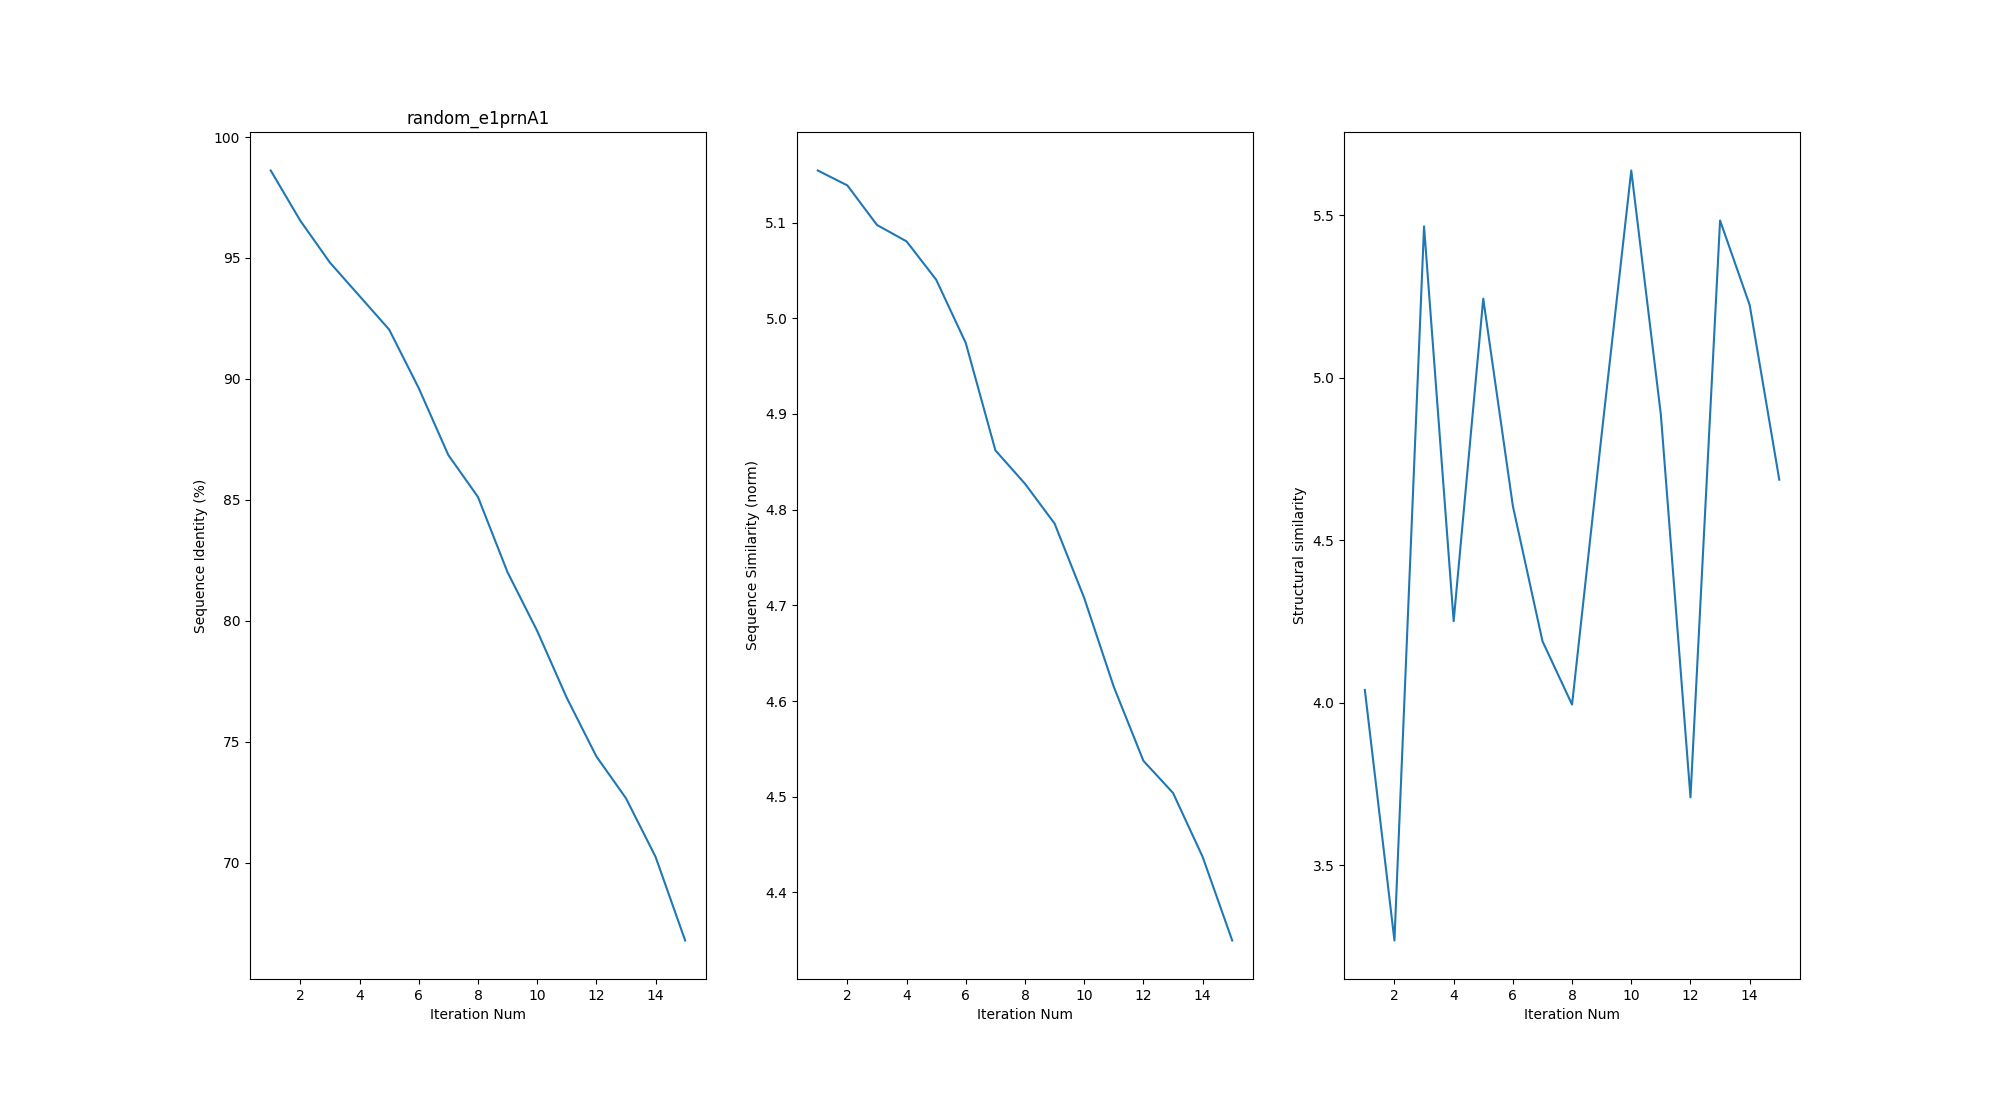 random_e1prnA1
100
95
90
85
80
75
70
Sequence Identity (%)
2 4 6 8 10 12 14
Iteration Num
5.1
5.0
4.9
4.8
4.7
4.6
4.5
4.4
Sequence Similarity (norm)
2 4 6 8 10 12 14
Iteration Num
5.5
5.0
4.5
4.0
3.5
Structural similarity
2 4 6 8 10 12 14
Iteration Num